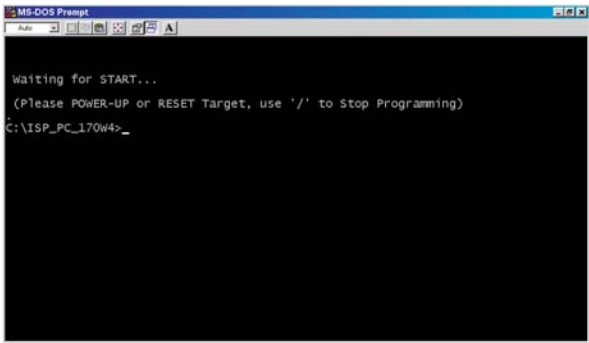 MS-DOS Prompt
Auto
A
Waiting for START...
(Please POWER-UP or RESET Target, use '/' to Stop Programming)
.
C:\ISP_PC_170W4>_